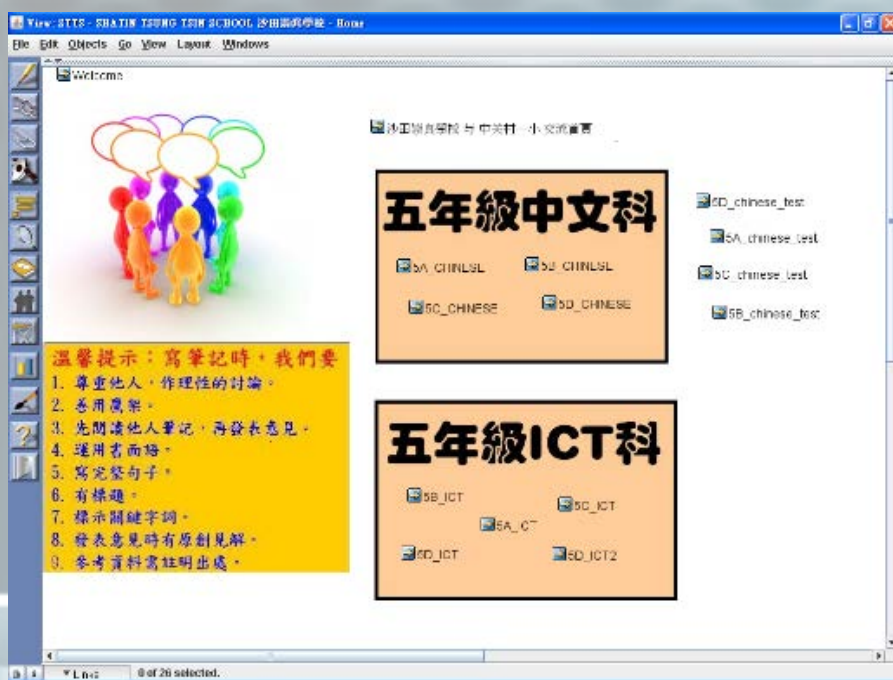 View: STTS - SHATIN TSUNG TSIN SCHOOL 沙田崇真學校 - Home
File Edit Objects Go View Layout Windows
Welcome
沙田崇真學校 与 中关村一小 交流首頁
五年級中文科
5A_CHINESE
5B_CHINESE
5C_CHINESE
5D_CHINESE
5D_chinese_test
5A_chinese_test
5C_chinese_test
5B_chinese_test
溫馨提示：寫筆記時，我們要
1. 尊重他人，作理性的討論。
2. 善用鷹架。
3. 先閱讀他人筆記，再發表意見。
4. 運用書面語。
5. 寫完整句子。
6. 有標題。
7. 標示關鍵字詞。
8. 發表意見時有原創見解。
9. 參考資料需註明出處。
五年級ICT科
5B_ICT
5C_ICT
5A_ICT
5D_ICT
5D_ICT2
Links
0 of 26 selected.